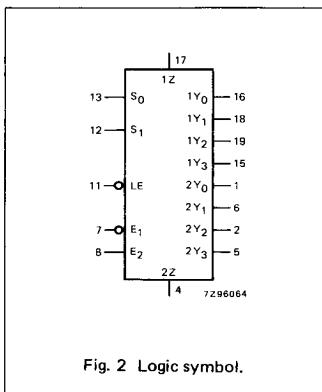 17
1Z
13 S0 1Y0 16
1Y1 18
12 S1
1Y2 19
1Y3 15
11 LE 2Y0 1
2Y1 6
7 E1 2Y2 2
8 E2 2Y3 5
2Z
4
7Z96064
Fig. 2 Logic symbol.